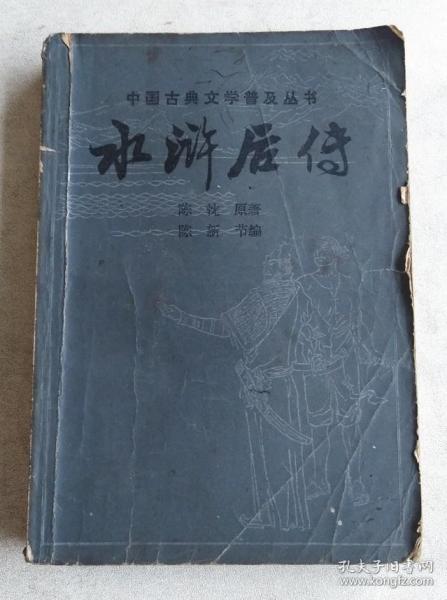 中国古典文学普及丛书
水浒后传
陈忱 原著
陈新 节编
孔夫子旧书网
www.kongfz.com